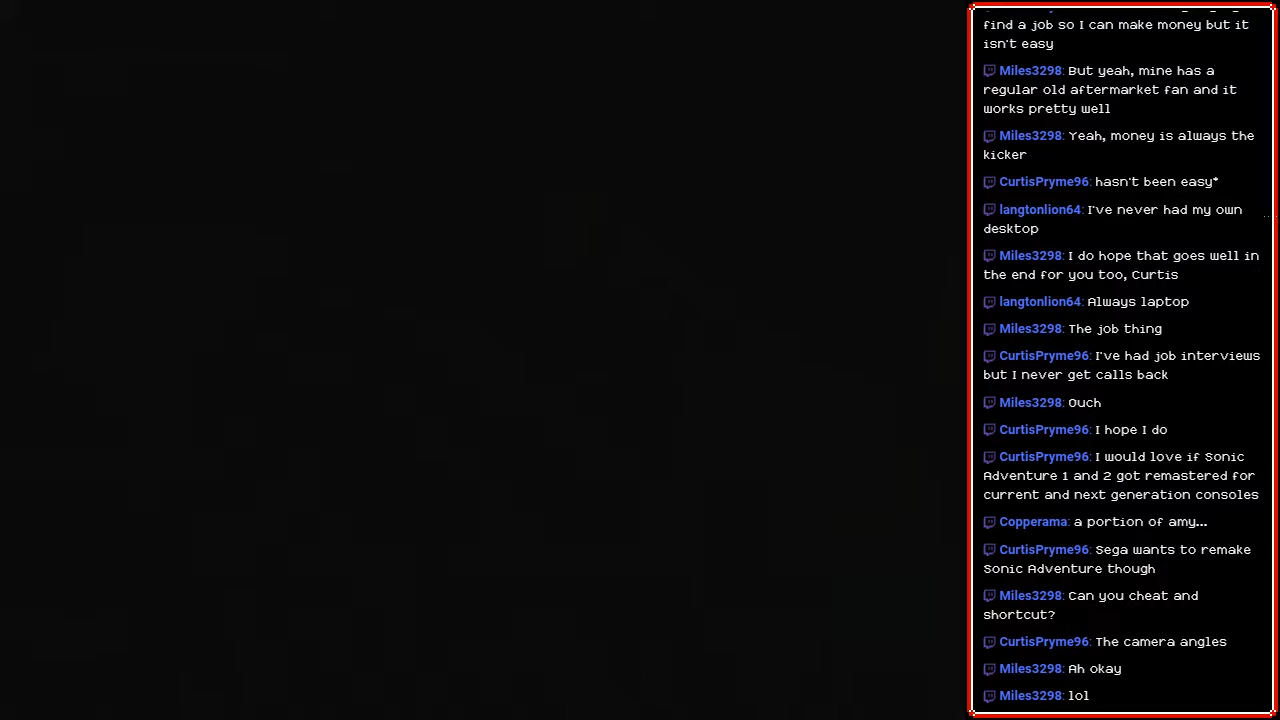 find a job so I can make money but it
isn't easy
Miles3298: But yeah, mine has a
regular old aftermarket fan and it
works pretty well
Miles3298: Yeah, money is always the
kicker
CurtisPryme96: hasn't been easy*
langtonlion64: I've never had my own
desktop
Miles3298: I do hope that goes well in
the end for you too, Curtis
langtonlion64: Always laptop
Miles3298: The job thing
CurtisPryme96: I've had job interviews
but I never get calls back
Miles3298: Ouch
CurtisPryme96: I hope I do
CurtisPryme96: I would love if Sonic
Adventure 1 and 2 got remastered for
current and next generation consoles
Copperama: a portion of amy...
CurtisPryme96: Sega wants to remake
Sonic Adventure though
Miles3298: Can you cheat and
shortcut?
CurtisPryme96: The camera angles
Miles3298: Ah okay
Miles3298: lol